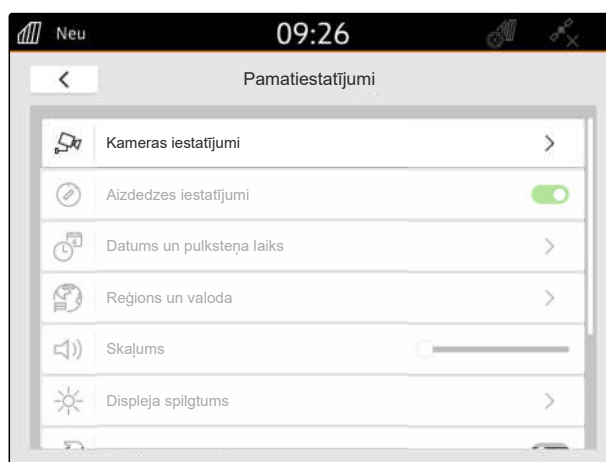 Neu
09:26
Pamatiestatījumi
Kameras iestatījumi
Aizdedzes iestatījumi
Datums un pulksteņa laiks
Reģions un valoda
Skaļums
Displeja spilgtums